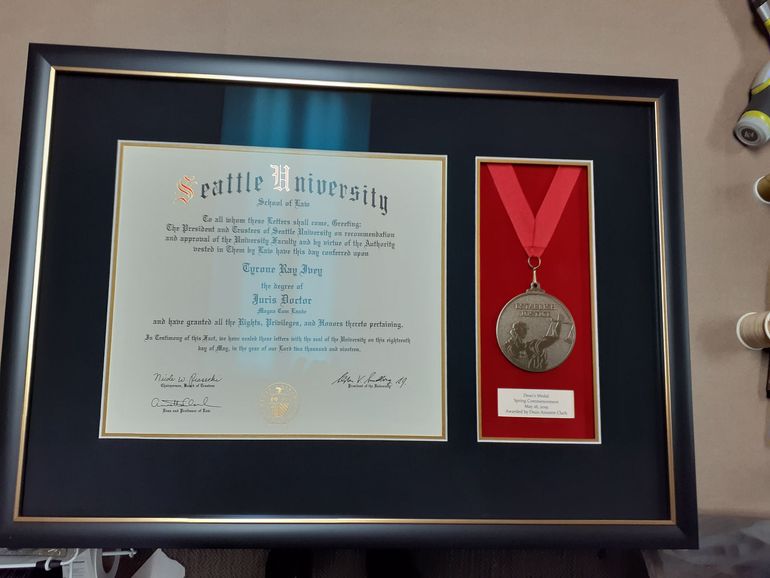 Seattle University
School of Law
To all whom these Letters shall come, Greeting:
The President and Trustees of Seattle University on recommendation
and approval of the University Faculty and by virtue of the Authority
vested in Them by Law have this day conferred upon
Tyrone Ray Ivey
the degree of
Juris Doctor
Magna Cum Laude
and have granted all the Rights, Privileges, and Honors thereto pertaining.
In Testimony of this Fact, we have sealed these letters with the seal of the University on this eighteenth
day of May, in the year of our Lord two thousand and nineteen.
Chairperson, Board of Trustees
President of the University
Dean and Professor of Law
JUSTICE
Dean's Medal
Spring Commencement
May 18, 2019
Awarded by Dean Annette Clark